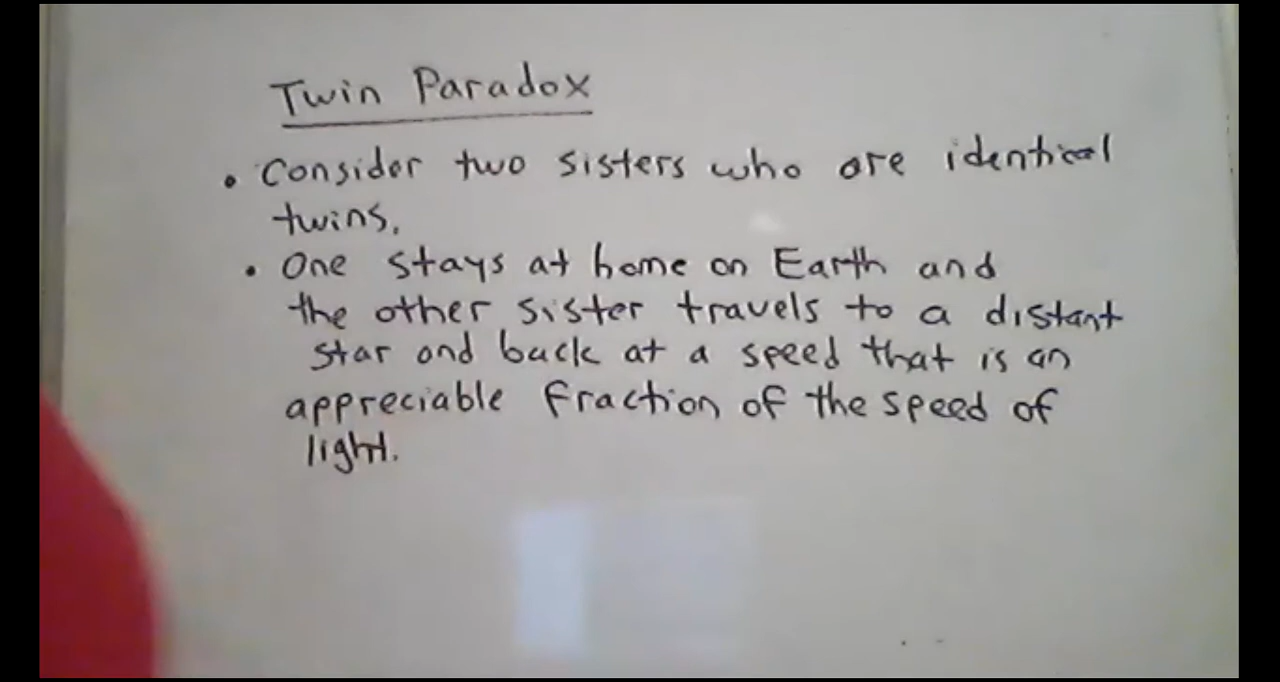 Twin Paradox
• Consider two sisters who are identical
twins.
• One stays at home on Earth and
the other sister travels to a distant
star and back at a speed that is an
appreciable fraction of the speed of
light.